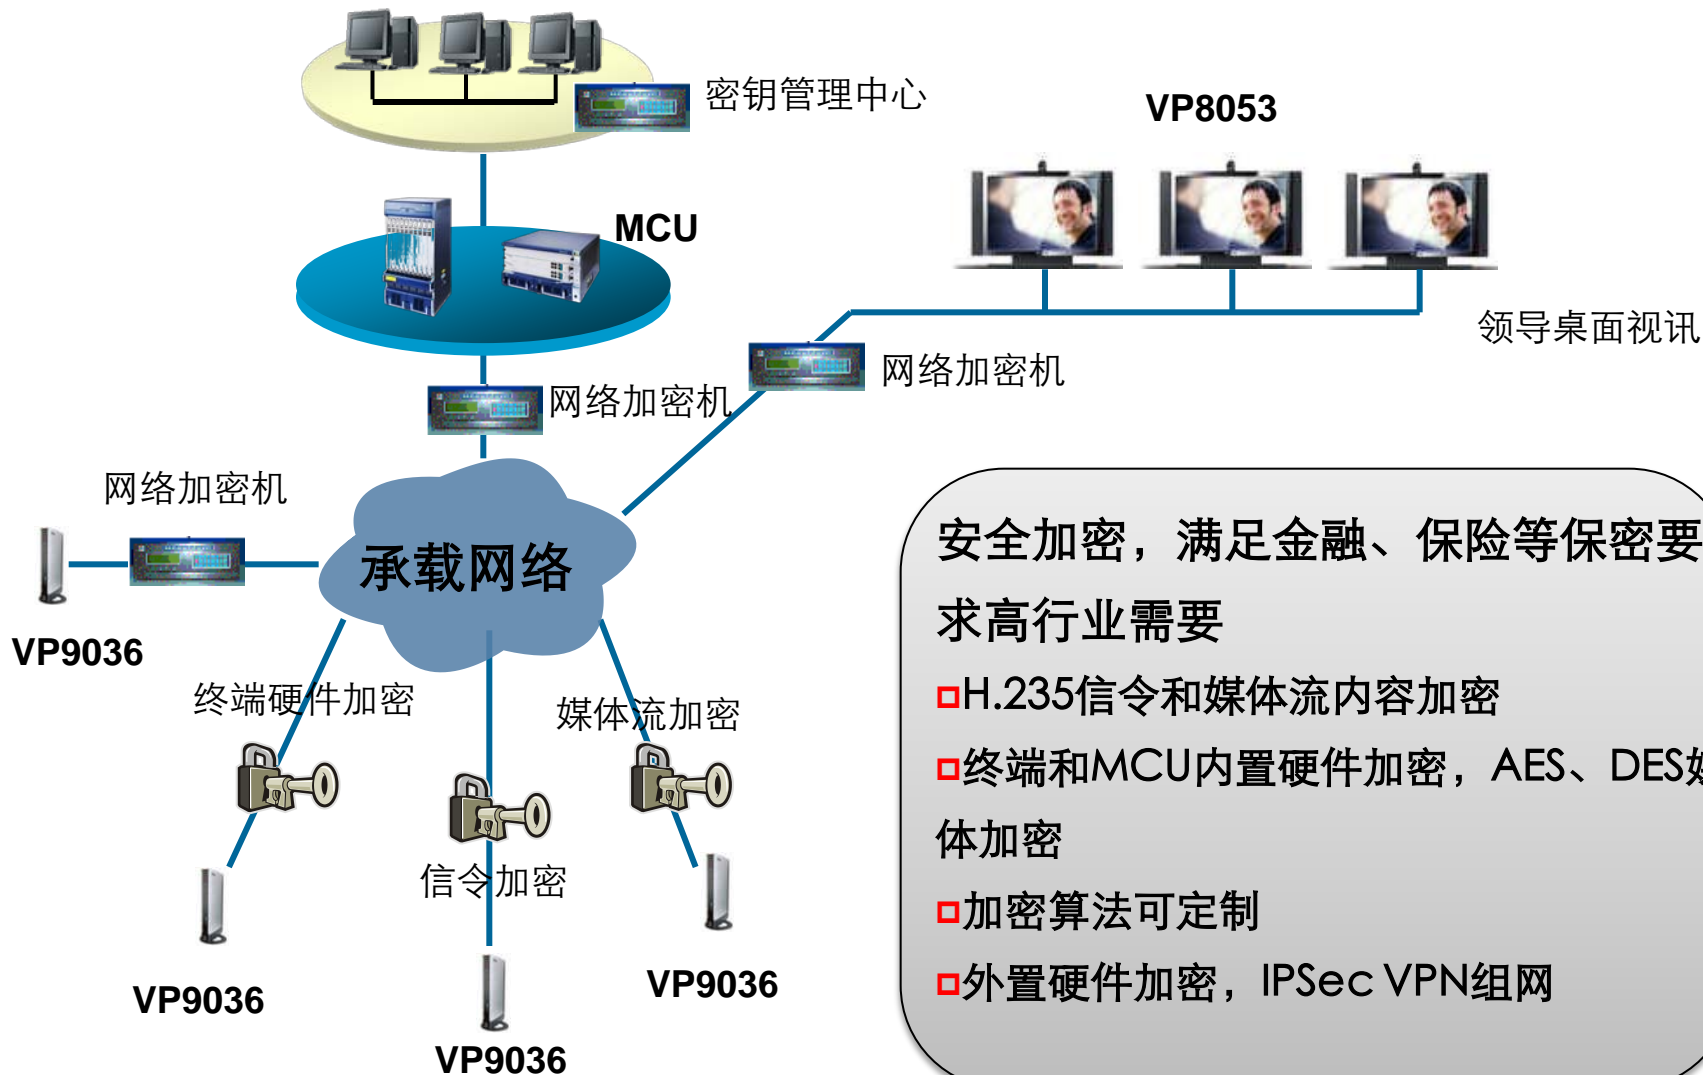 密钥管理中心
VP8053
MCU
领导桌面视讯
网络加密机
网络加密机
网络加密机
承载网络
VP9036
终端硬件加密
媒体流加密
信令加密
VP9036
VP9036
VP9036
安全加密，满足金融、保险等保密要
求高行业需要
H.235信令和媒体流内容加密
终端和MCU内置硬件加密，AES、DES媒
体加密
加密算法可定制
外置硬件加密，IPSec VPN组网